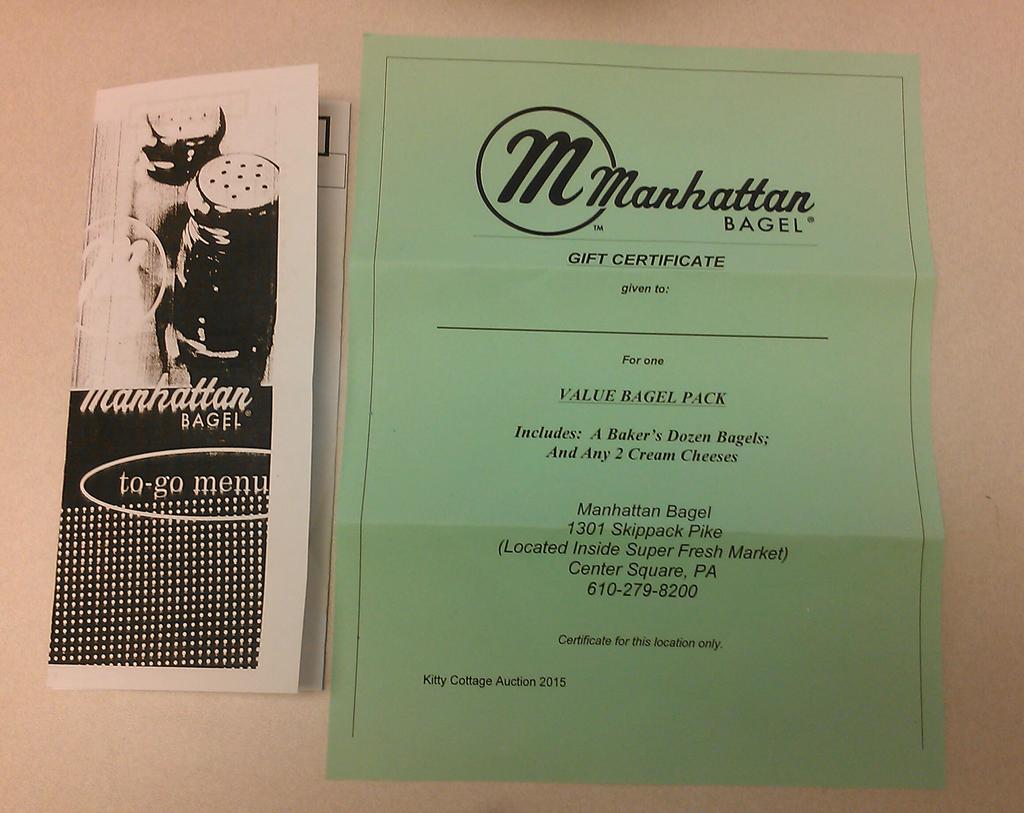 Manhattan
BAGEL®
to-go menu
M Manhattan
™ BAGEL®
GIFT CERTIFICATE
given to:
For one
VALUE BAGEL PACK
Includes: A Baker's Dozen Bagels;
And Any 2 Cream Cheeses
Manhattan Bagel
1301 Skippack Pike
(Located Inside Super Fresh Market)
Center Square, PA
610-279-8200
Certificate for this location only.
Kitty Cottage Auction 2015